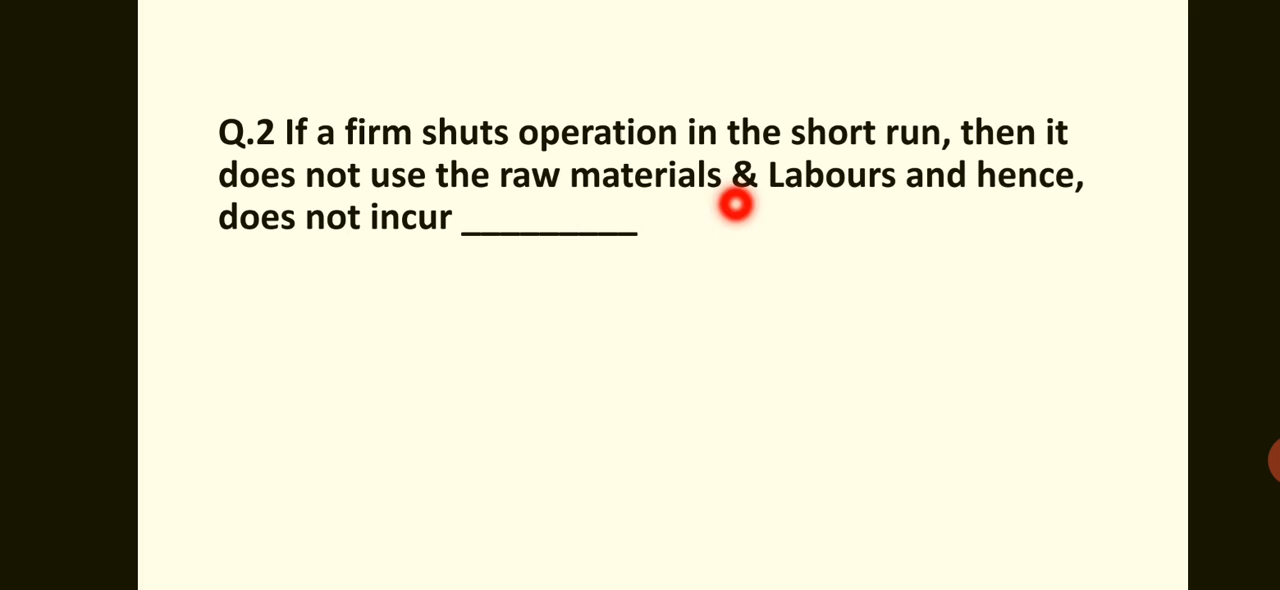 Q.2 If a firm shuts operation in the short run, then it
does not use the raw materials & Labours and hence,
does not incur _________